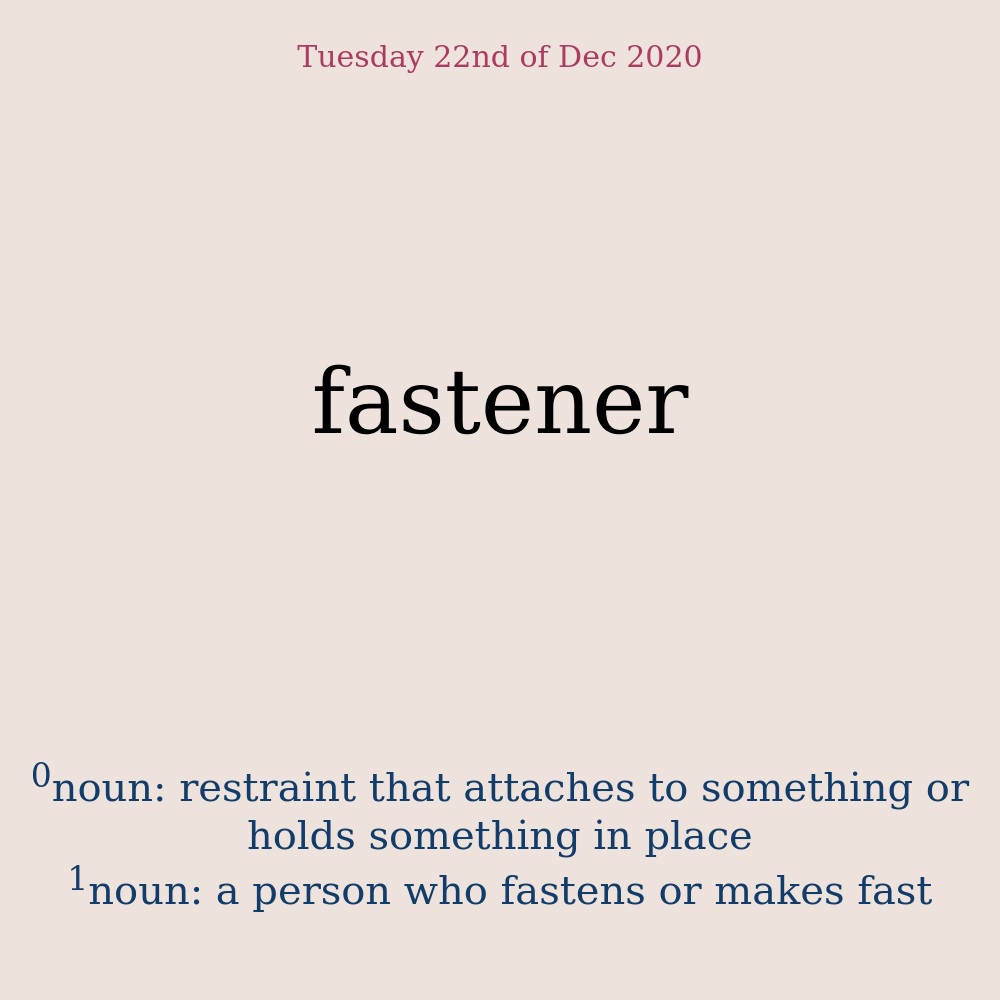 Tuesday 22nd of Dec 2020
fastener
⁰noun: restraint that attaches to something or
holds something in place
¹noun: a person who fastens or makes fast